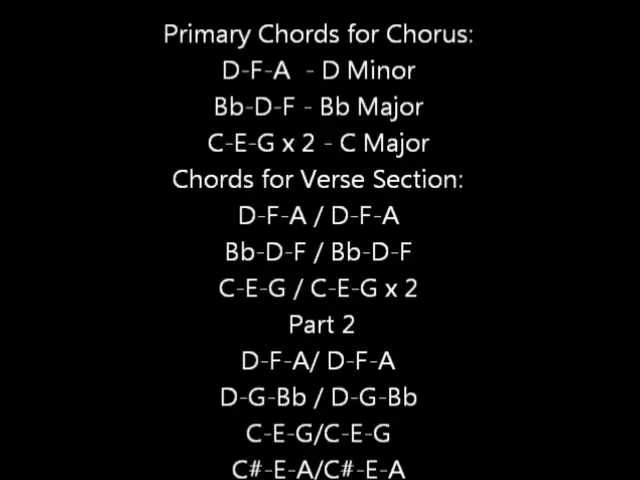 Primary Chords for Chorus:
D-F-A - D Minor
Bb-D-F - Bb Major
C-E-G x 2 - C Major
Chords for Verse Section:
D-F-A / D-F-A
Bb-D-F / Bb-D-F
C-E-G / C-E-G x 2
Part 2
D-F-A/ D-F-A
D-G-Bb / D-G-Bb
C-E-G/C-E-G
C#-E-A/C#-E-A